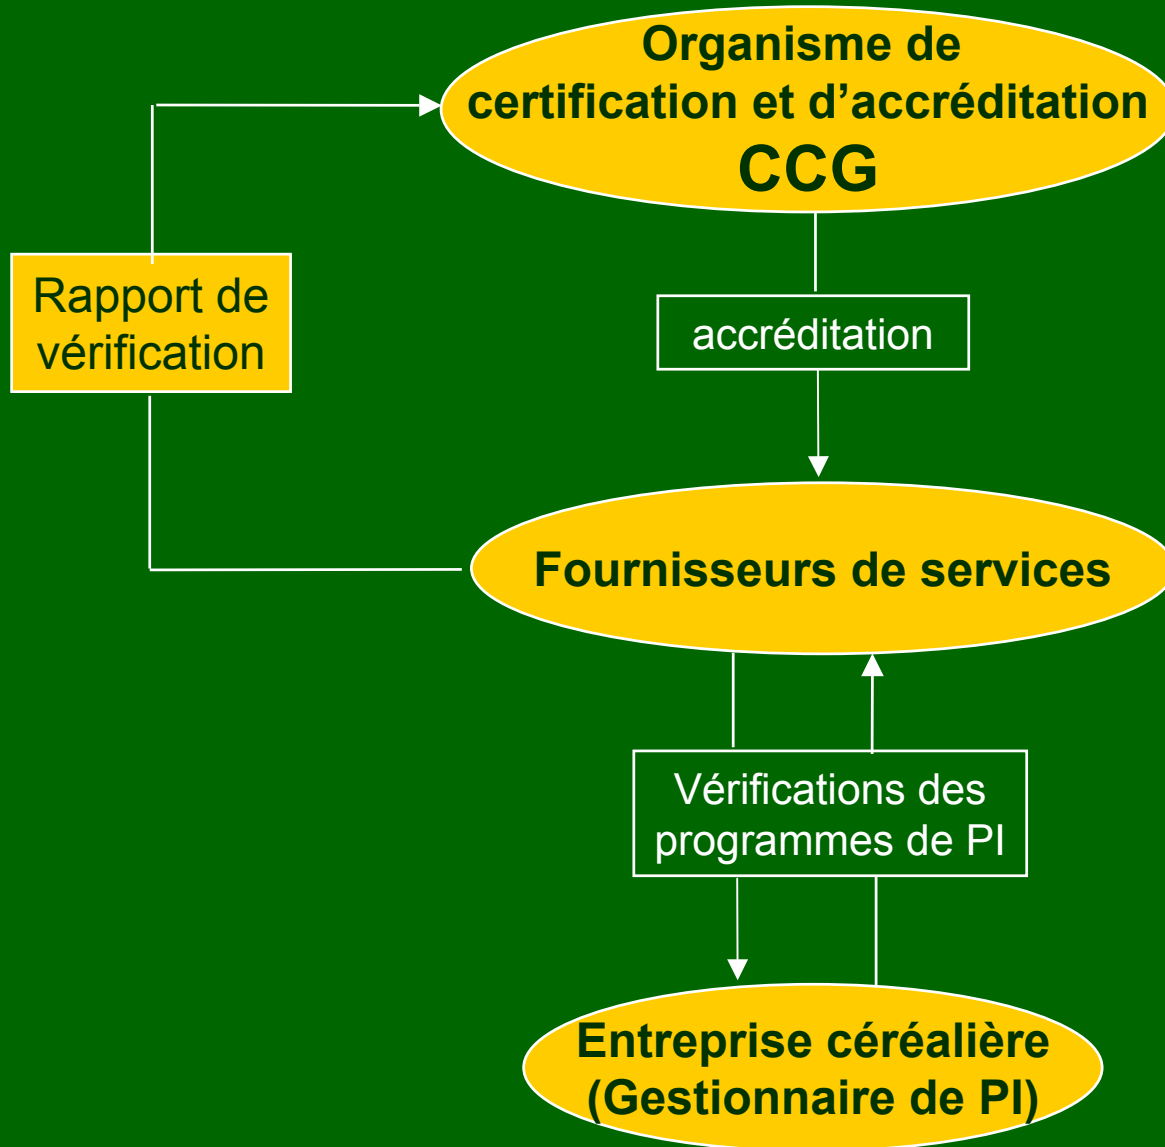 Organisme de
certification et d’accréditation
CCG
Rapport de
vérification
accréditation
Fournisseurs de services
Vérifications des
programmes de PI
Entreprise céréalière
(Gestionnaire de PI)